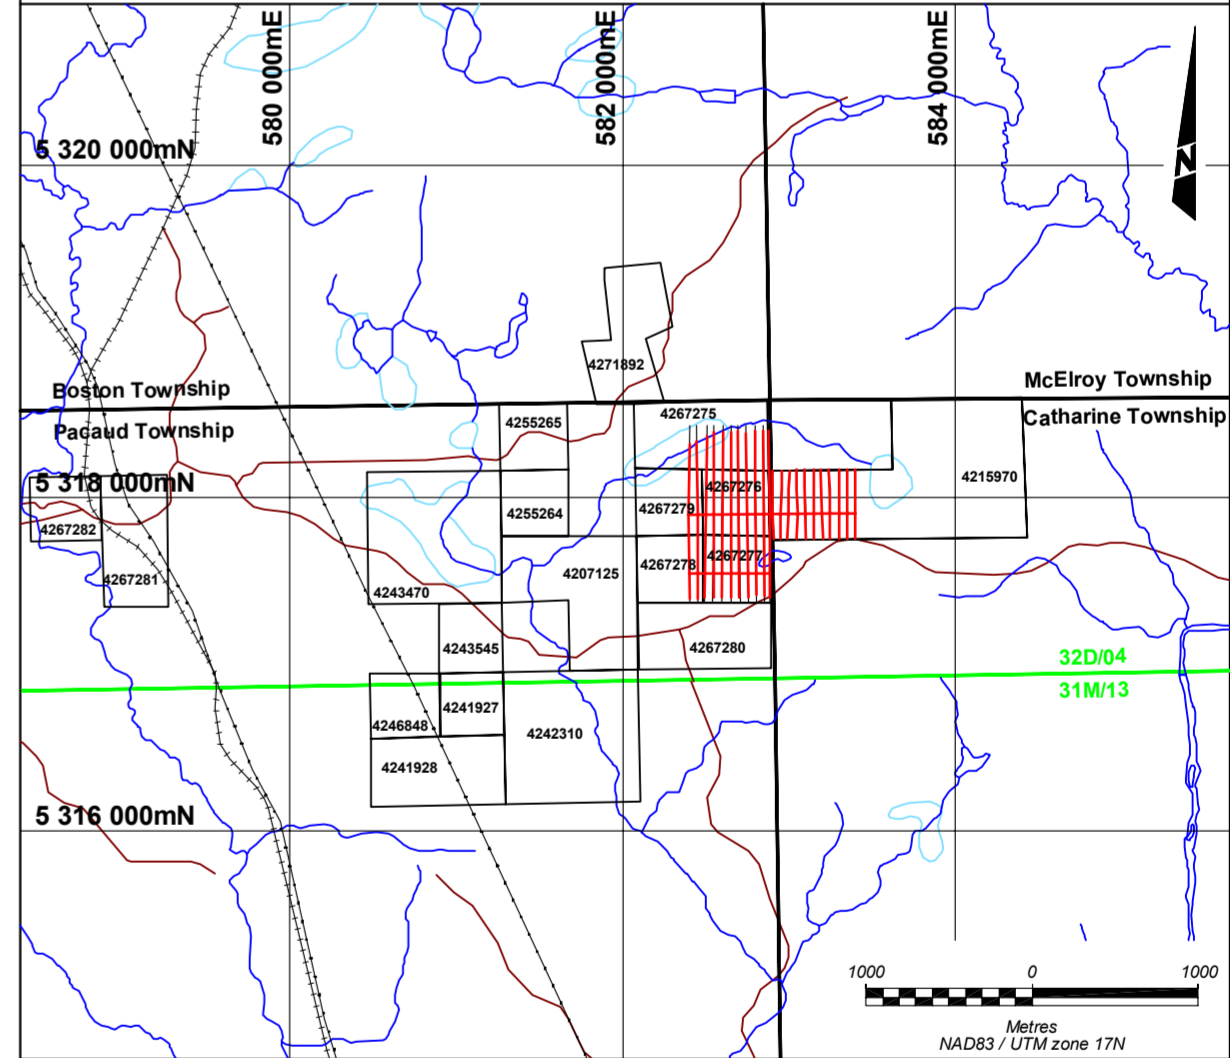 580 000mE
582 000mE
584 000mE
5 320 000mN
N
4271892
Boston Township
McElroy Township
Pacaud Township
Catharine Township
4255265
4267275
5 318 000mN
4215970
4267276
4267279
4255264
4267282
4267277
4267278
4207125
4267281
4243470
4243545
4267280
32D/04
31M/13
4241927
4246848
4242310
4241928
5 316 000mN
1000 0 1000
Metres
NAD83 / UTM zone 17N